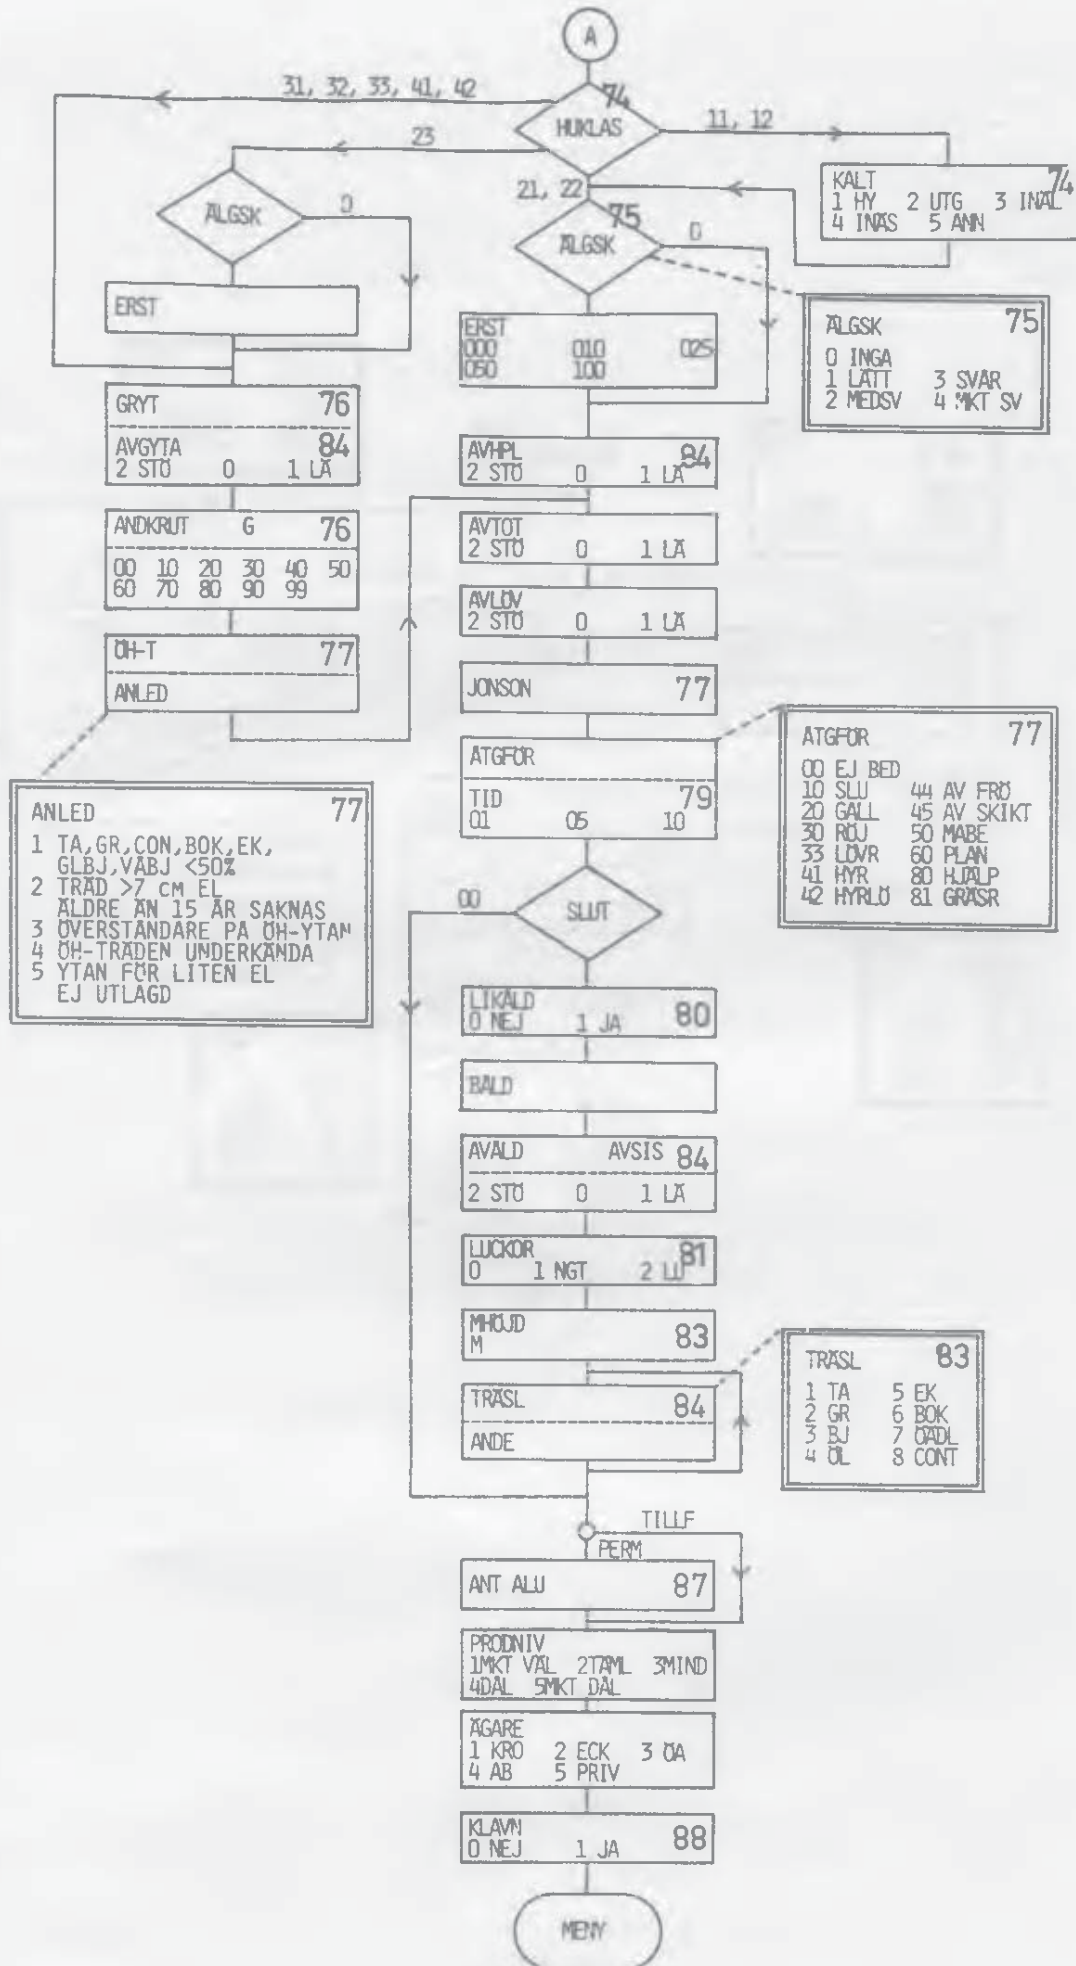 A
31, 32, 33, 41, 42
74
HUKLAS
11, 12
23
21, 22
KALT 74
1 HY 2 UTG 3 INÄL
4 INÄS 5 ANN
ÄLGSK
0
75
ÄLGSK
0
ERST
ERST
000 010 025
050 100
ÄLGSK 75
0 INGA
1 LÄTT 3 SVÅR
2 MEDSV 4 MKT SV
GRYT 76
AVGYTA 84
2 STÖ 0 1 LÄ
AVHPL 84
2 STÖ 0 1 LÄ
ANDKRUT G 76
00 10 20 30 40 50
60 70 80 90 99
AVTOT
2 STÖ 0 1 LÄ
AVLÖV
2 STÖ 0 1 LÄ
ÖH-T 77
ANLED
JONSON 77
ÅTGFÖR
TID 79
01 05 10
ÅTGFÖR 77
00 EJ BED
10 SLU 44 AV FRÖ
20 GALL 45 AV SKIKT
30 RÖJ 50 MABE
33 LÖVR 60 PLAN
41 HYR 80 HJÄLP
42 HYRLÖ 81 GRÄSR
ANLED 77
1 TA,GR,CON,BOK,EK,
GLBJ,VÅBJ <50%
2 TRÄD >7 CM EL
ÄLDRE ÄN 15 ÅR SAKNAS
3 ÖVERSTÅNDARE PÅ ÖH-YTAN
4 ÖH-TRÄDEN UNDERKÄNDA
5 YTAN FÖR LITEN EL
EJ UTLAGD
00
SLUT
LIKÅLD 80
0 NEJ 1 JA
BÅLD
AVÅLD AVSIS 84
2 STÖ 0 1 LÄ
LUCKOR 81
0 1 NGT 2 LU
MHÖJD 83
M
TRÄSL 84
ANDE
TRÄSL 83
1 TA 5 EK
2 GR 6 BOK
3 BJ 7 ÖÄDL
4 ÖL 8 CONT
TILLF
PERM
ANT ALU 87
PRODNIV
1MKT VÄL 2TÄML 3MIND
4DÅL 5MKT DÅL
ÄGARE
1 KRO 2 ECK 3 ÖA
4 AB 5 PRIV
KLAVN 88
0 NEJ 1 JA
MENY